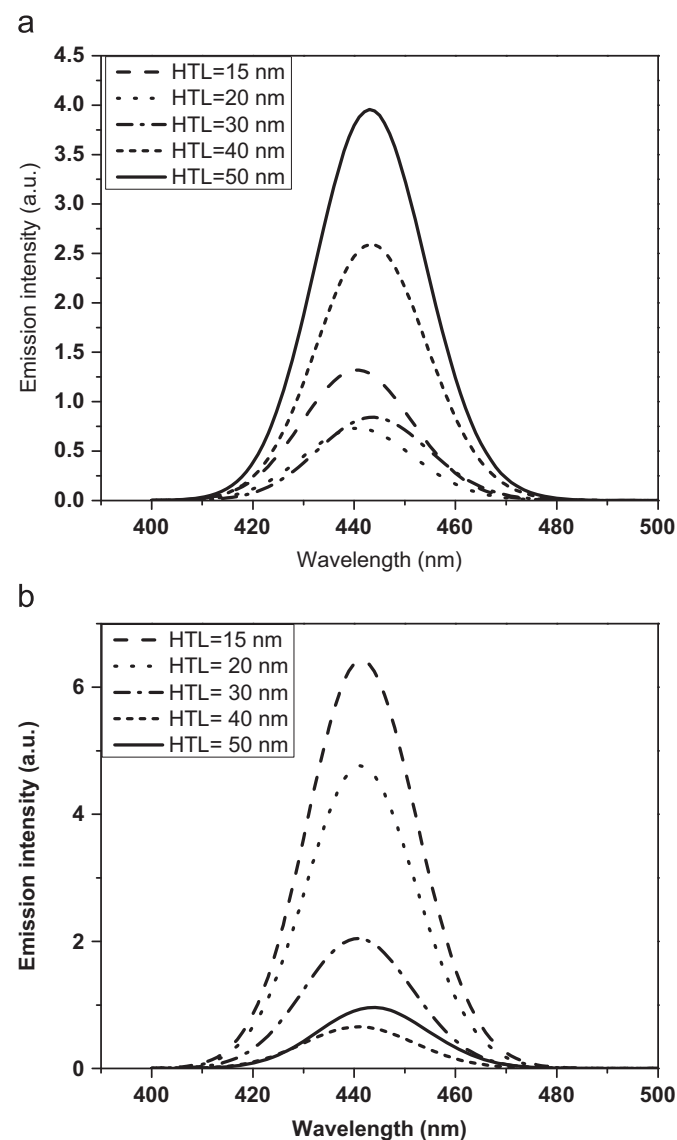 a
4.5
4.0
3.5
3.0
2.5
2.0
1.5
1.0
0.5
0.0
Emission intensity (a.u.)
HTL=15 nm
HTL=20 nm
HTL=30 nm
HTL=40 nm
HTL=50 nm
400 420 440 460 480 500
Wavelength (nm)
b
6
4
2
0
Emission intensity (a.u.)
HTL=15 nm
HTL= 20 nm
HTL= 30 nm
HTL= 40 nm
HTL= 50 nm
400 420 440 460 480 500
Wavelength (nm)